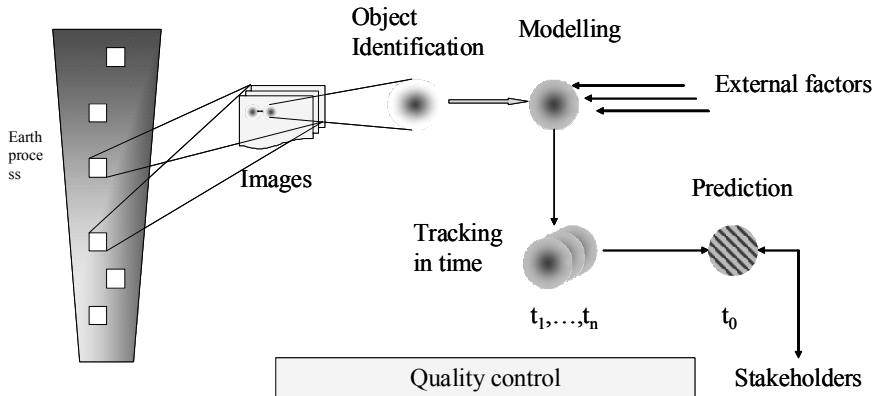 Object
Identification
Modelling
External factors
Earth
proce
ss
Images
Prediction
Tracking
in time
t₁,…,tₙ
t₀
Quality control
Stakeholders